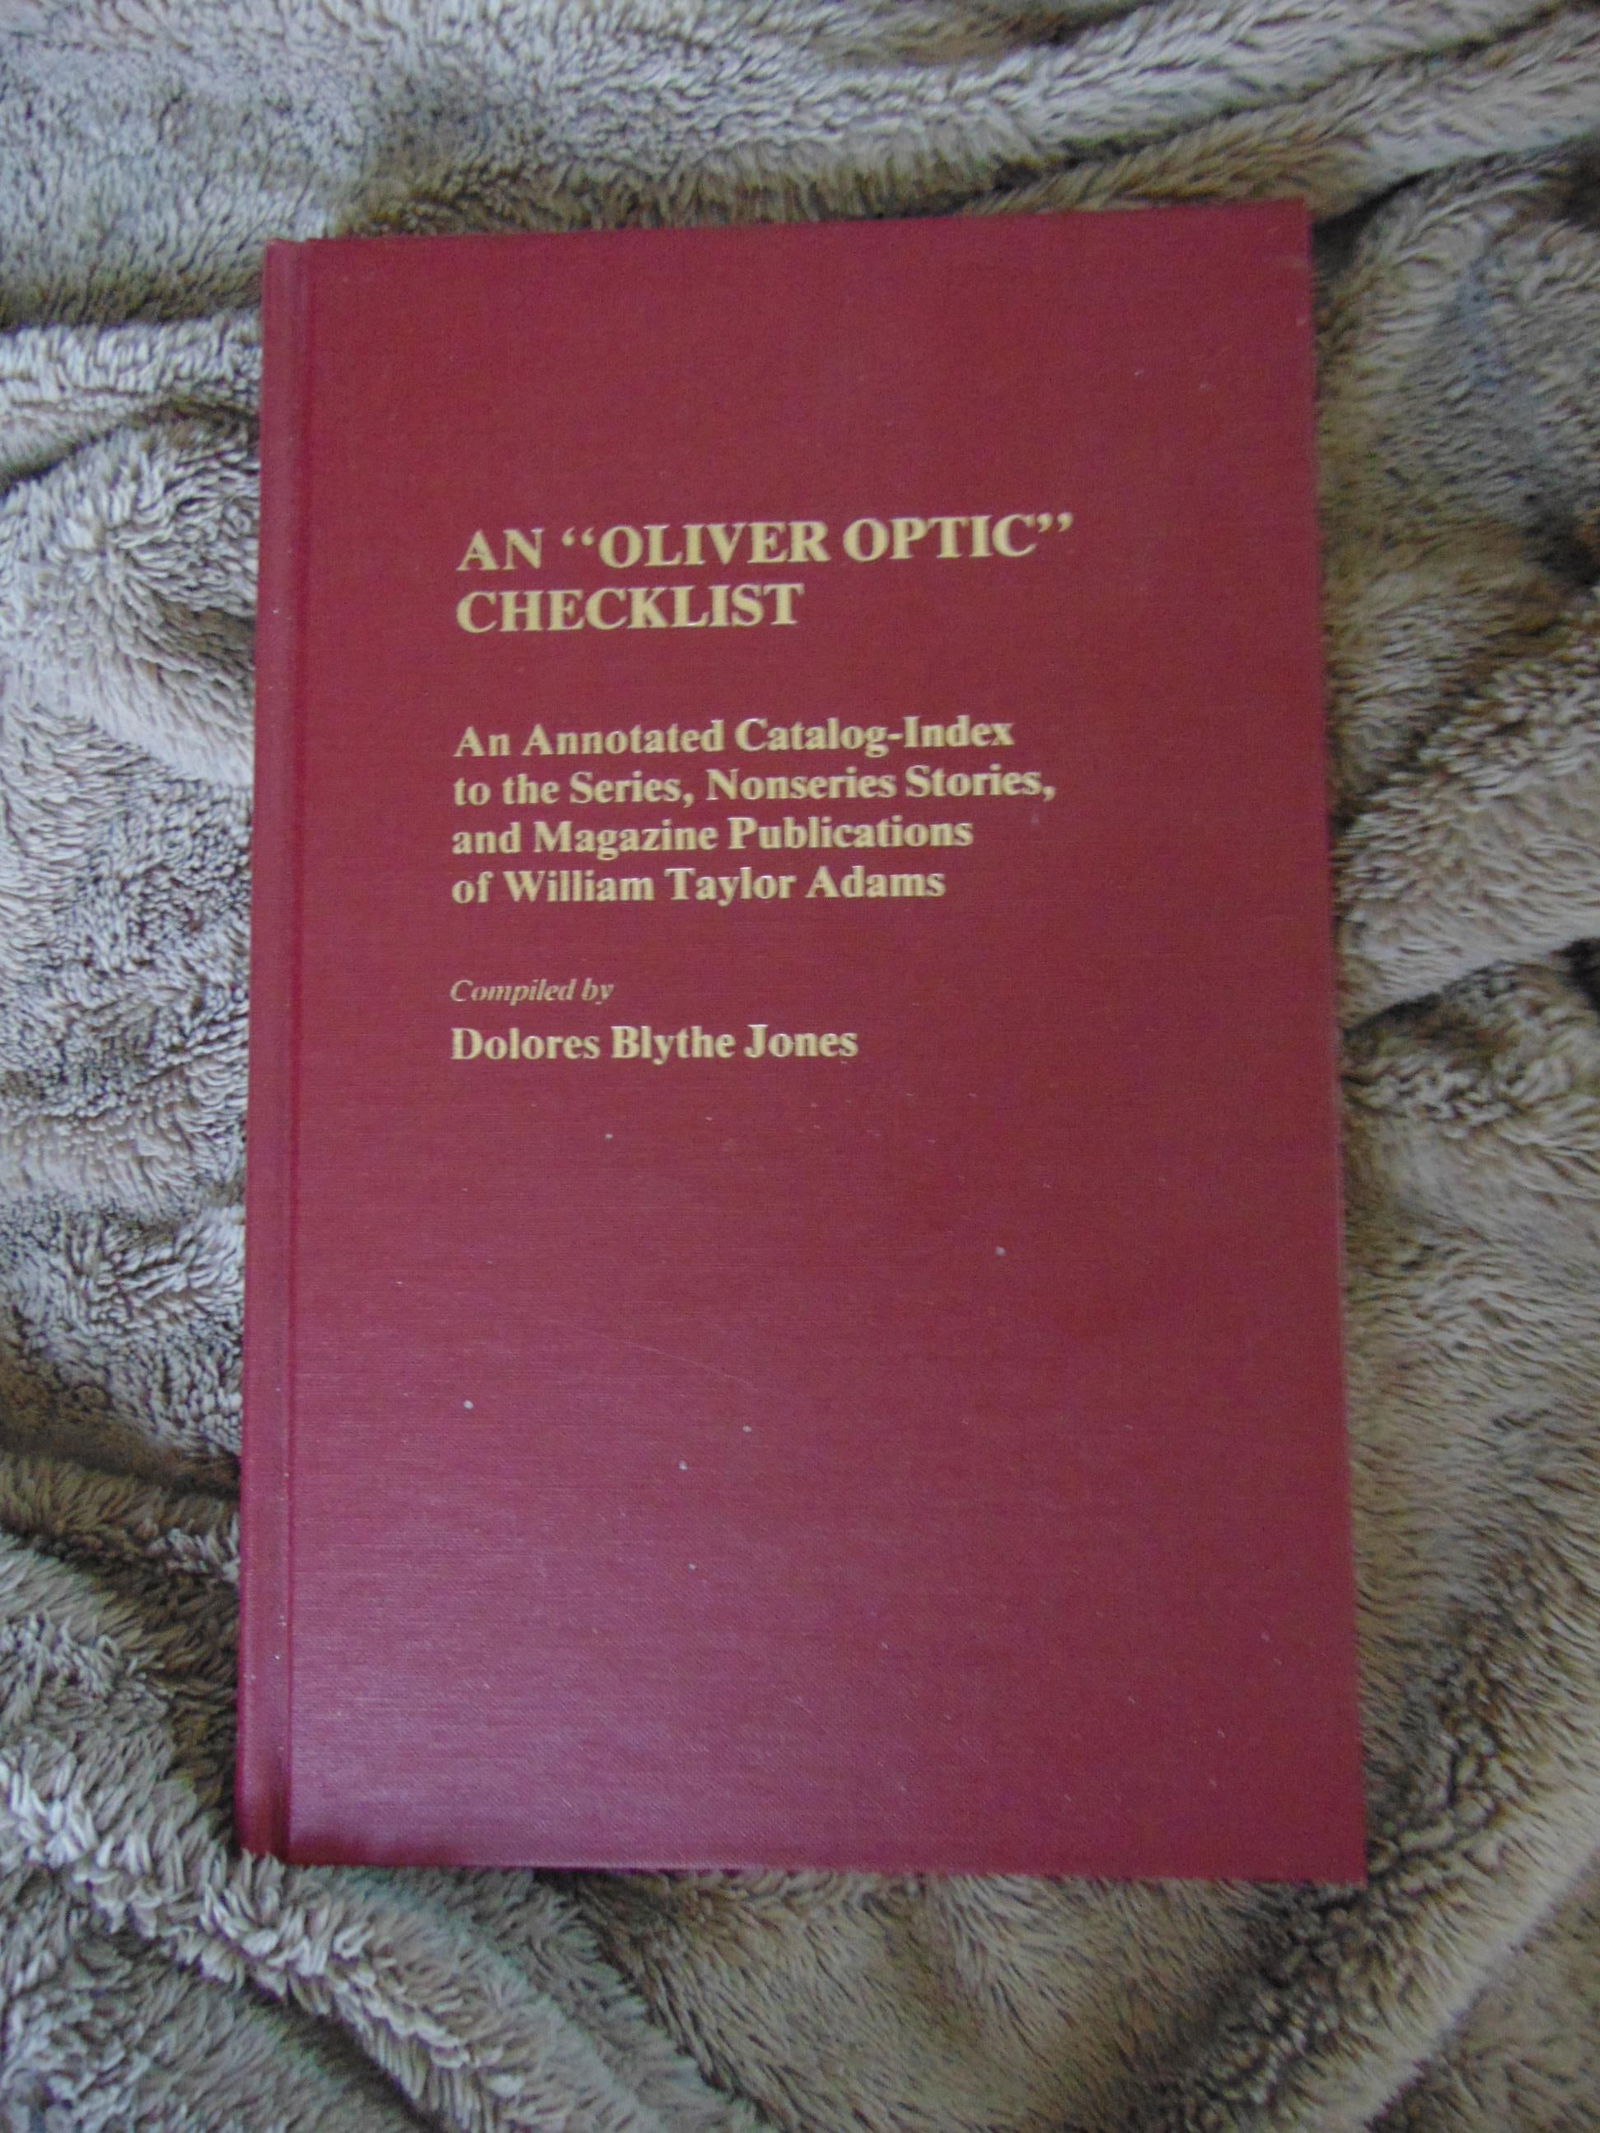 AN “OLIVER OPTIC”
CHECKLIST
An Annotated Catalog-Index
to the Series, Nonseries Stories,
and Magazine Publications
of William Taylor Adams
Compiled by
Dolores Blythe Jones